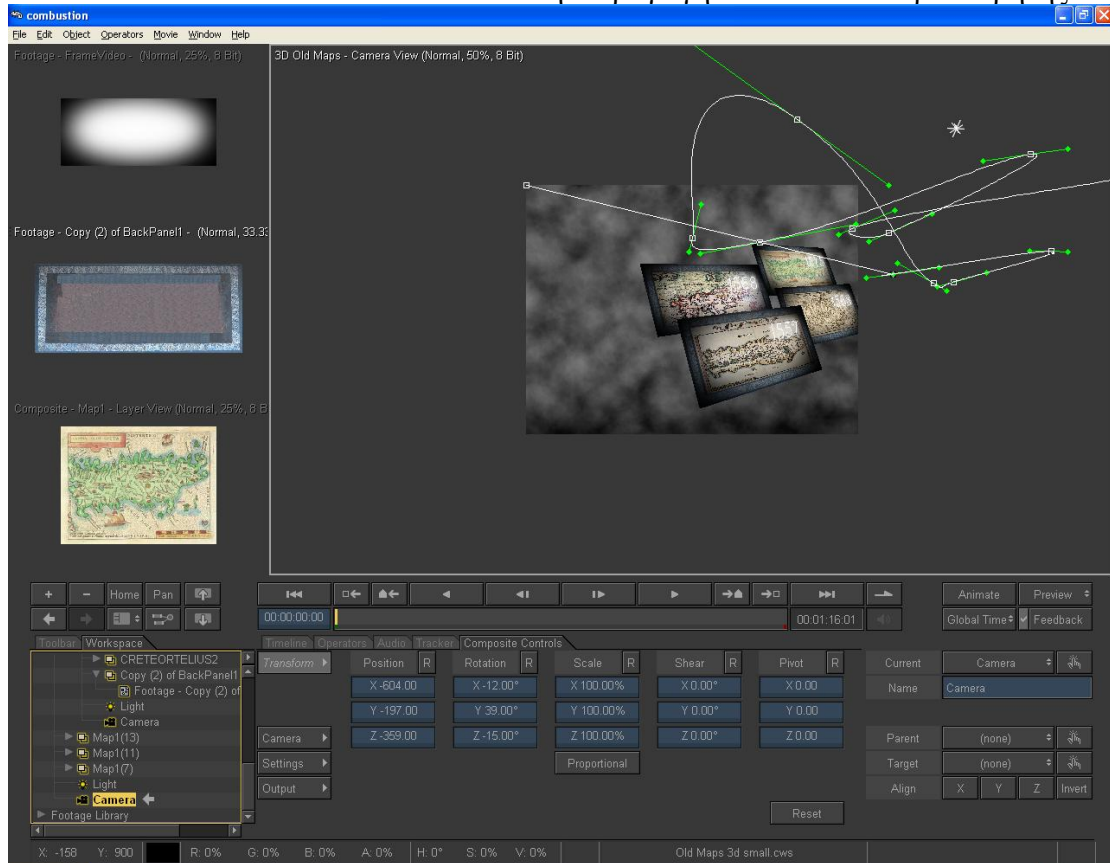 combustion
File Edit Object Operators Movie Window Help
Footage - FrameVideo - (Normal, 25%, 8 Bit)
3D Old Maps - Camera View (Normal, 50%, 8 Bit)
Footage - Copy (2) of BackPanel1 - (Normal, 33.33
Composite - Map1 - Layer View (Normal, 25%, 8 B
+ - Home Pan
Animate Preview
00:00:00:00 00:01:16:01 Global Time Feedback
Toolbar Workspace Timeline Operators Audio Tracker Composite Controls
CRETEORTELIUS2
Copy (2) of BackPanel1
Footage - Copy (2) of
Light
Camera
Map1(13)
Map1(11)
Map1(7)
Light
Camera
Footage Library
Transform Position R Rotation R Scale R Shear R Pivot R
X -604.00 X -12.00° X 100.00% X 0.00° X 0.00
Y -197.00 Y 39.00° Y 100.00% Y 0.00° Y 0.00
Camera Z -359.00 Z -15.00° Z 100.00% Z 0.00° Z 0.00
Settings Proportional
Output
Reset
Current Camera
Name Camera
Parent (none)
Target (none)
Align X Y Z Invert
X: -158 Y: 900 R: 0% G: 0% B: 0% A: 0% H: 0° S: 0% V: 0% Old Maps 3d small.cws